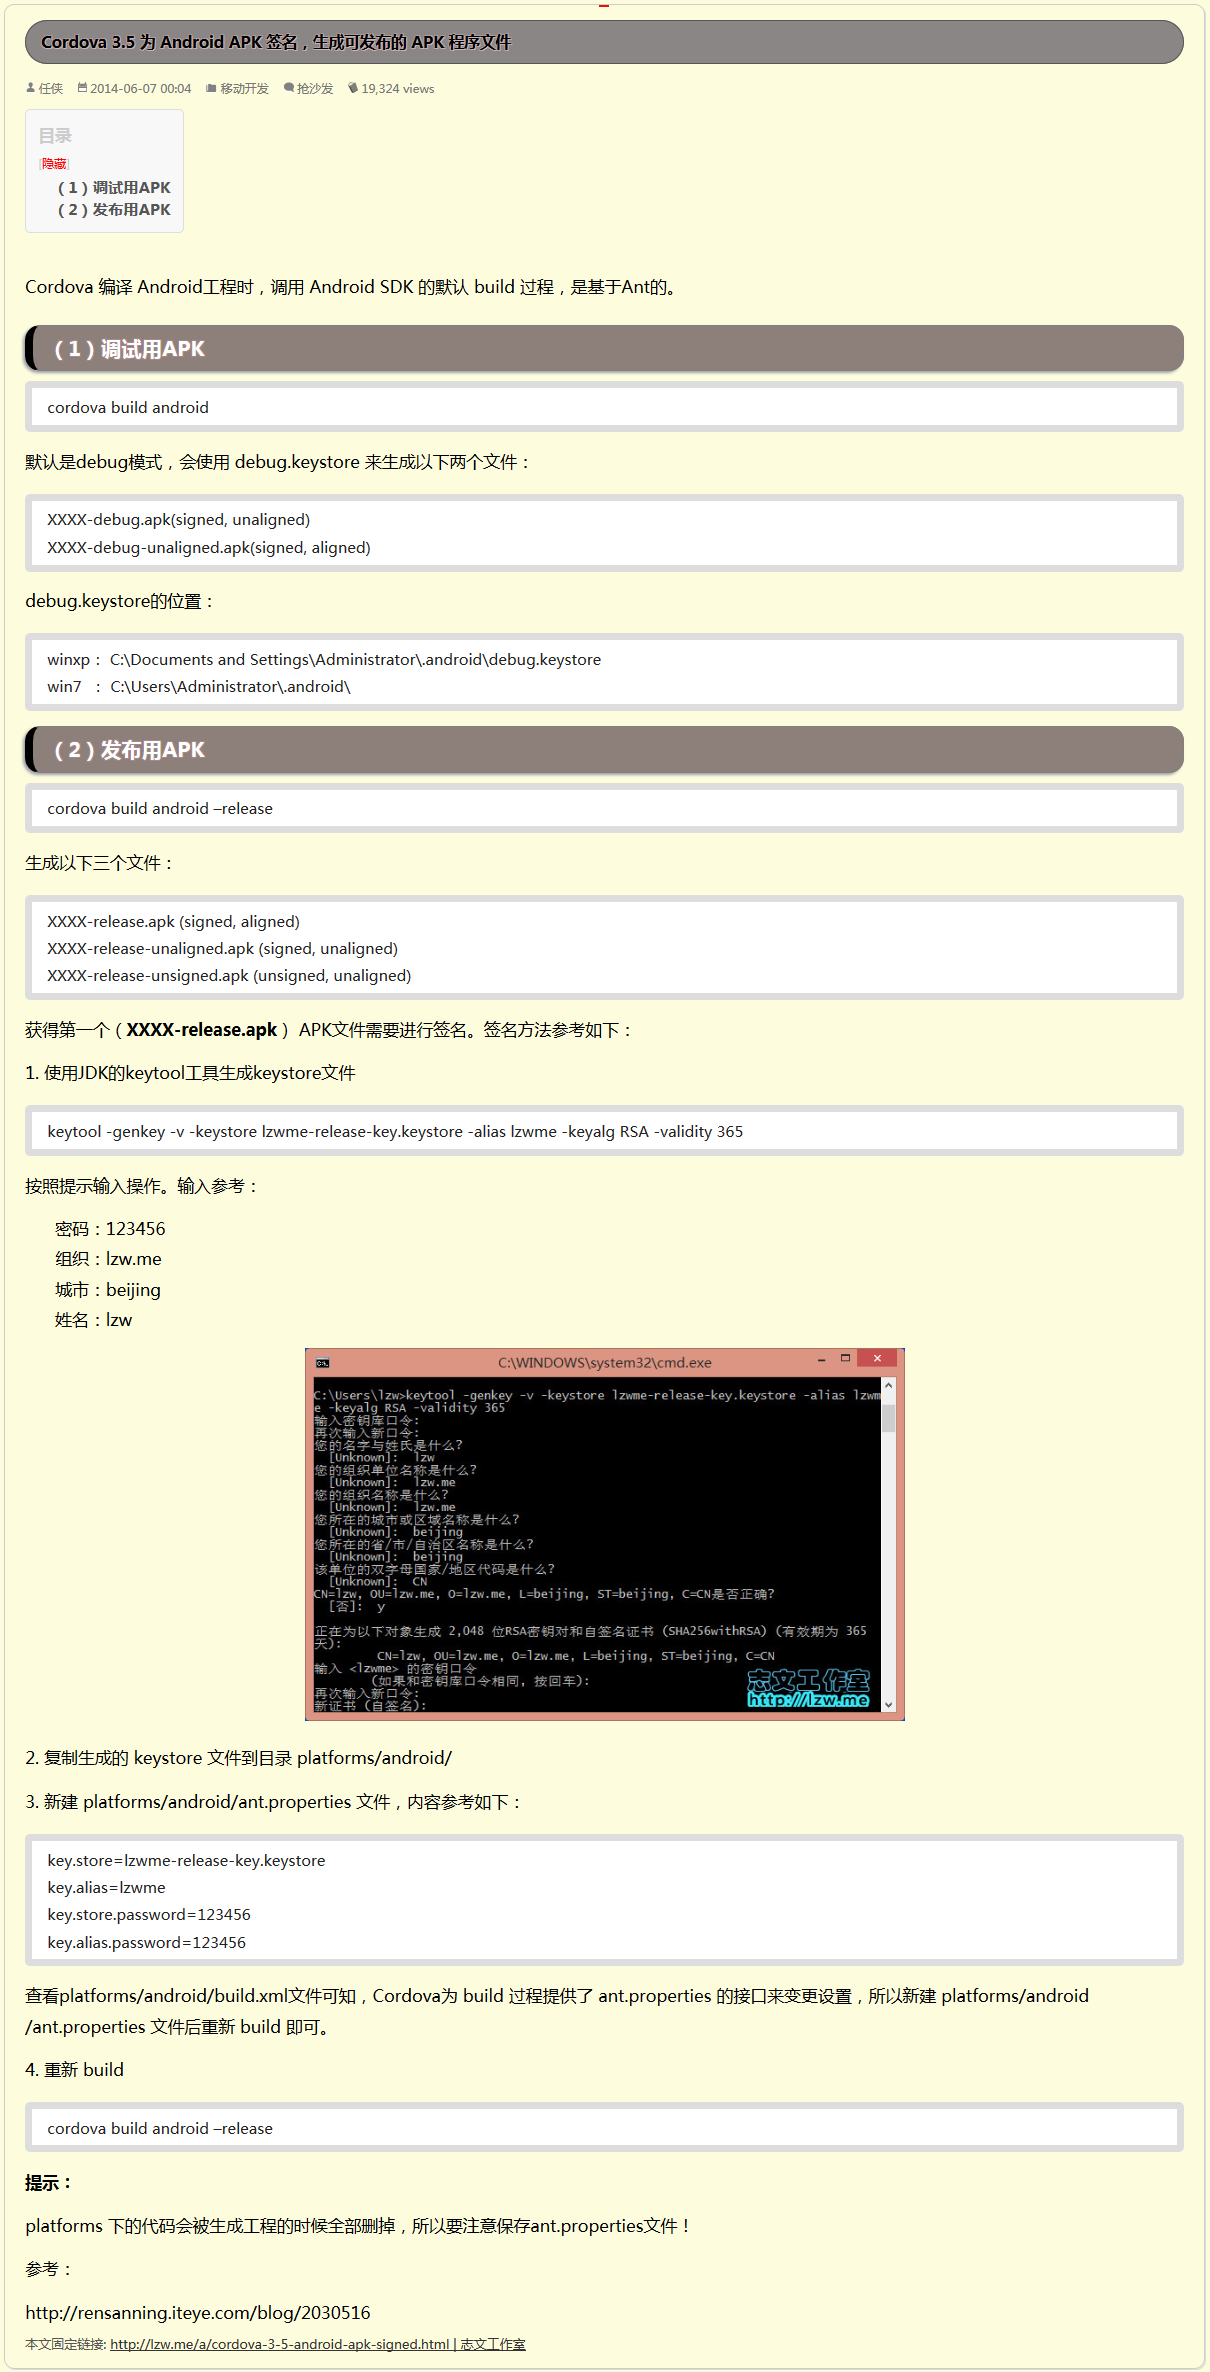 Cordova 3.5 为 Android APK 签名，生成可发布的 APK 程序文件
任侠 2014-06-07 00:04 移动开发 抢沙发 19,324 views
目录
[隐藏]
（1）调试用APK
（2）发布用APK
Cordova 编译 Android工程时，调用 Android SDK 的默认 build 过程，是基于Ant的。
（1）调试用APK
cordova build android
默认是debug模式，会使用 debug.keystore 来生成以下两个文件：
XXXX-debug.apk(signed, unaligned)
XXXX-debug-unaligned.apk(signed, aligned)
debug.keystore的位置：
winxp： C:\Documents and Settings\Administrator\.android\debug.keystore
win7 ： C:\Users\Administrator\.android\
（2）发布用APK
cordova build android –release
生成以下三个文件：
XXXX-release.apk (signed, aligned)
XXXX-release-unaligned.apk (signed, unaligned)
XXXX-release-unsigned.apk (unsigned, unaligned)
获得第一个（XXXX-release.apk） APK文件需要进行签名。签名方法参考如下：
1. 使用JDK的keytool工具生成keystore文件
keytool -genkey -v -keystore lzwme-release-key.keystore -alias lzwme -keyalg RSA -validity 365
按照提示输入操作。输入参考：
密码：123456
组织：lzw.me
城市：beijing
姓名：lzw
C:\WINDOWS\system32\cmd.exe
C:\Users\lzw>keytool -genkey -v -keystore lzwme-release-key.keystore -alias lzwm
e -keyalg RSA -validity 365
输入密钥库口令:
再次输入新口令:
您的名字与姓氏是什么?
[Unknown]: lzw
您的组织单位名称是什么?
[Unknown]: lzw.me
您的组织名称是什么?
[Unknown]: lzw.me
您所在的城市或区域名称是什么?
[Unknown]: beijing
您所在的省/市/自治区名称是什么?
[Unknown]: beijing
该单位的双字母国家/地区代码是什么?
[Unknown]: CN
CN=lzw, OU=lzw.me, O=lzw.me, L=beijing, ST=beijing, C=CN是否正确?
[否]: y
正在为以下对象生成 2,048 位RSA密钥对和自签名证书 (SHA256withRSA) (有效期为 365
天):
CN=lzw, OU=lzw.me, O=lzw.me, L=beijing, ST=beijing, C=CN
输入 <lzwme> 的密钥口令
(如果和密钥库口令相同, 按回车):
再次输入新口令:
新证书 (自签名):
志文工作室
http://lzw.me
2. 复制生成的 keystore 文件到目录 platforms/android/
3. 新建 platforms/android/ant.properties 文件，内容参考如下：
key.store=lzwme-release-key.keystore
key.alias=lzwme
key.store.password=123456
key.alias.password=123456
查看platforms/android/build.xml文件可知，Cordova为 build 过程提供了 ant.properties 的接口来变更设置，所以新建 platforms/android
/ant.properties 文件后重新 build 即可。
4. 重新 build
cordova build android –release
提示：
platforms 下的代码会被生成工程的时候全部删掉，所以要注意保存ant.properties文件！
参考：
http://rensanning.iteye.com/blog/2030516
本文固定链接: http://lzw.me/a/cordova-3-5-android-apk-signed.html | 志文工作室